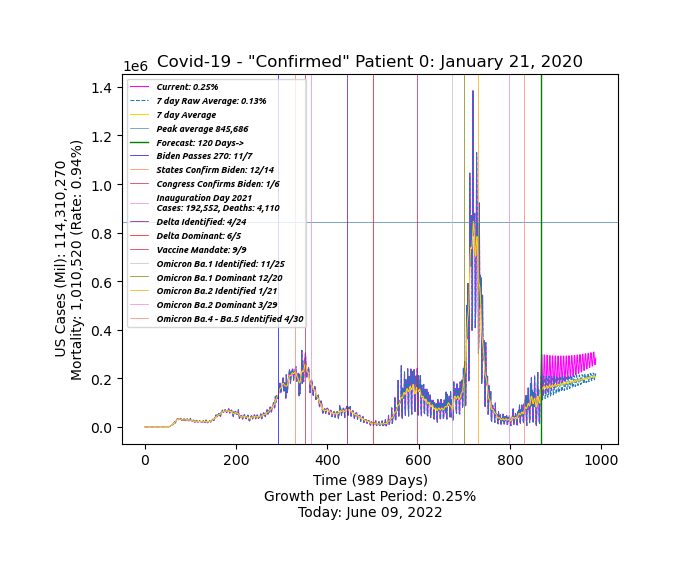 Covid-19 - "Confirmed" Patient 0: January 21, 2020
1e6
1.4
1.2
1.0
0.8
0.6
0.4
0.2
0.0
US Cases (Mil): 114,310,270
Mortality: 1,010,520 (Rate: 0.94%)
Current: 0.25%
7 day Raw Average: 0.13%
7 day Average
Peak average 845,686
Forecast: 120 Days->
Biden Passes 270: 11/7
States Confirm Biden: 12/14
Congress Confirms Biden: 1/6
Inauguration Day 2021
Cases: 192,552, Deaths: 4,110
Delta Identified: 4/24
Delta Dominant: 6/5
Vaccine Mandate: 9/9
Omicron Ba.1 Identified: 11/25
Omicron Ba.1 Dominant 12/20
Omicron Ba.2 Identified 1/21
Omicron Ba.2 Dominant 3/29
Omicron Ba.4 - Ba.5 Identified 4/30
0 200 400 600 800 1000
Time (989 Days)
Growth per Last Period: 0.25%
Today: June 09, 2022